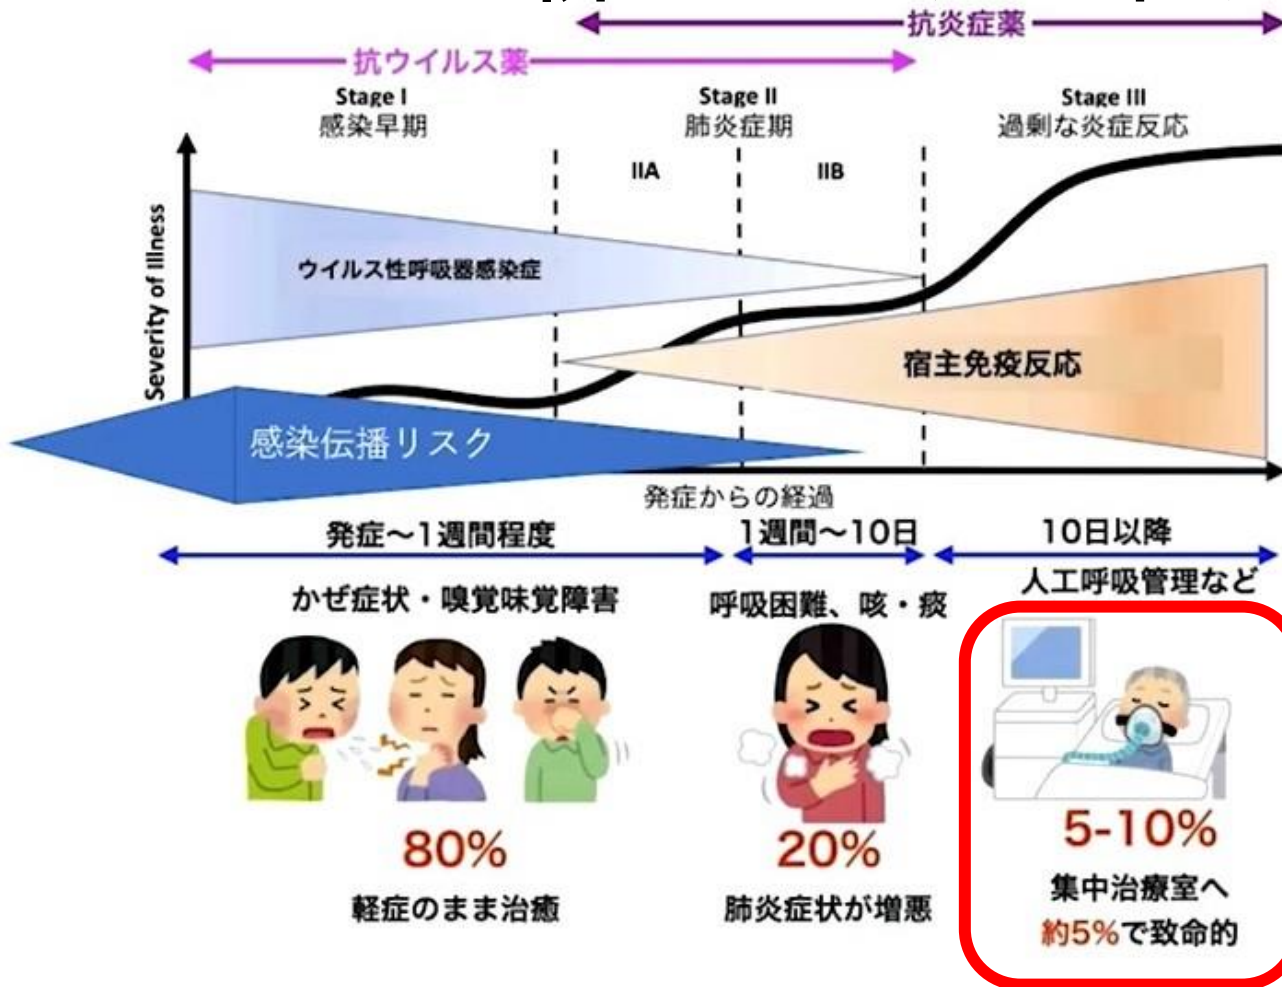 抗炎症薬
抗ウイルス薬
Stage I
感染早期
Stage II
肺炎症期
Stage III
過剰な炎症反応
IIA
IIB
Severity of Illness
ウイルス性呼吸器感染症
宿主免疫反応
感染伝播リスク
発症からの経過
発症～1週間程度
1週間～10日
10日以降
かぜ症状・嗅覚味覚障害
呼吸困難、咳・痰
人工呼吸管理など
80%
軽症のまま治癒
20%
肺炎症状が増悪
5-10%
集中治療室へ
約5%で致命的